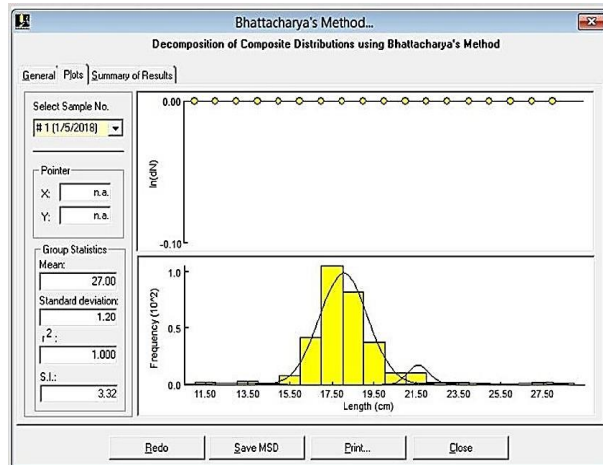 Bhattacharya's Method...
Decomposition of Composite Distributions using Bhattacharya's Method
General Plots Summary of Results
Select Sample No.
# 1 (1/5/2018)
Pointer
X: n.a.
Y: n.a.
Group Statistics
Mean:
27.00
Standard deviation:
1.20
r² :
1.000
S.I.:
3.32
0.00
ln(dN)
-0.10
1.0
Frequency (10^2)
0.5
0.0
11.50 13.50 15.50 17.50 19.50 21.50 23.50 25.50 27.50
Length (cm)
Redo Save MSD Print... Close